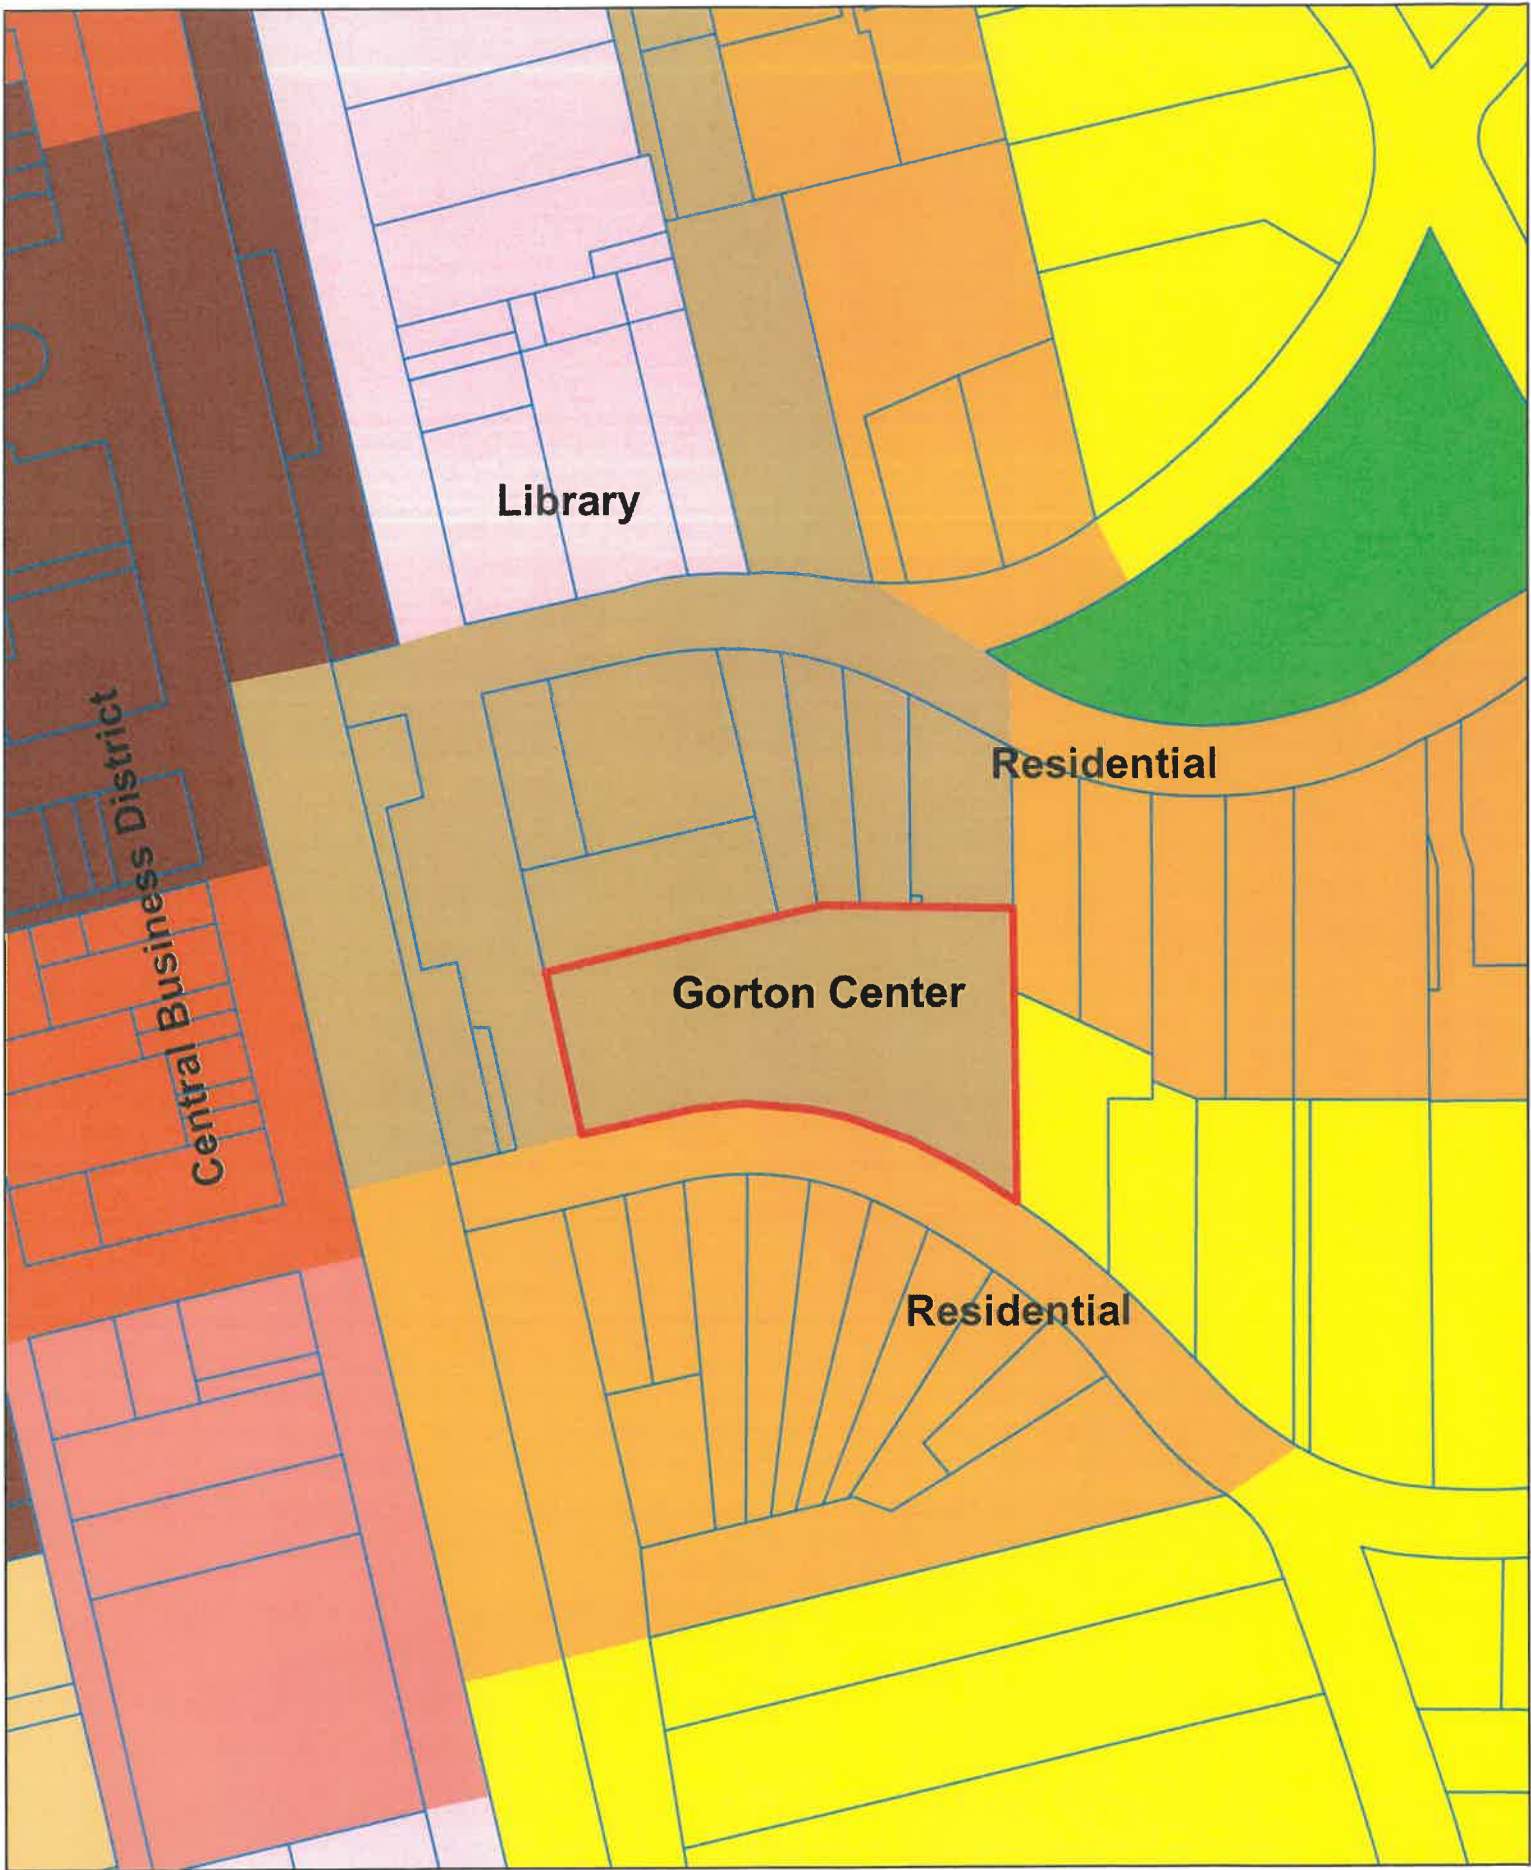 Library
Residential
Central Business District
Gorton Center
Residential